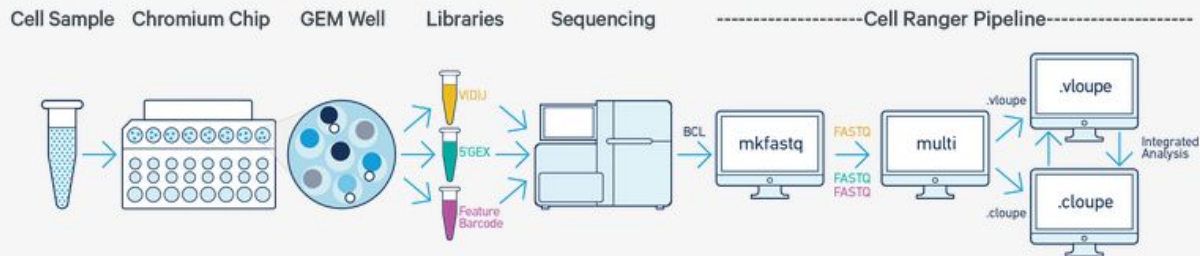 Cell Sample
Chromium Chip
GEM Well
Libraries
Sequencing
------------------Cell Ranger Pipeline------------------
V(D)J
5'GEX
Feature
Barcode
BCL
mkfastq
FASTQ
FASTQ
FASTQ
multi
.vloupe
.cloupe
.vloupe
.cloupe
Integrated
Analysis